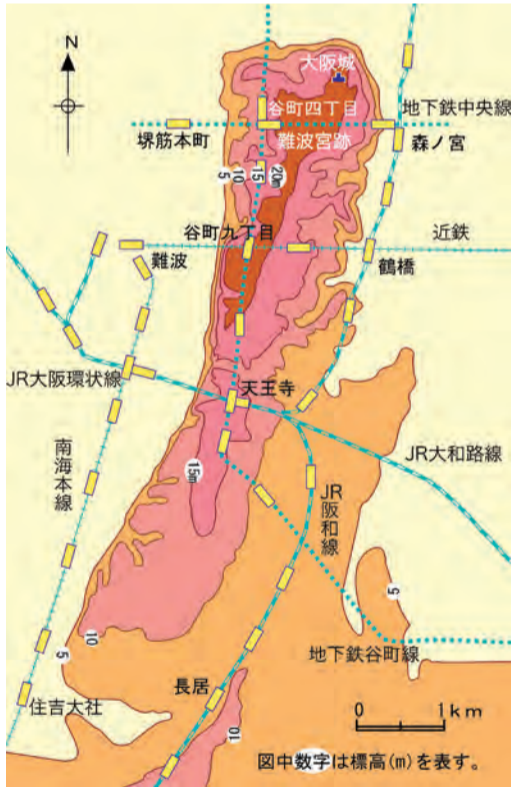 N
大阪城
谷町四丁目
地下鉄中央線
堺筋本町
難波宮跡
森ノ宮
5
10
15
20m
谷町九丁目
近鉄
難波
鶴橋
JR大阪環状線
天王寺
JR大和路線
南海本線
15m
JR阪和線
5
10
5
地下鉄谷町線
長居
住吉大社
10
0 1km
図中数字は標高(m)を表す。